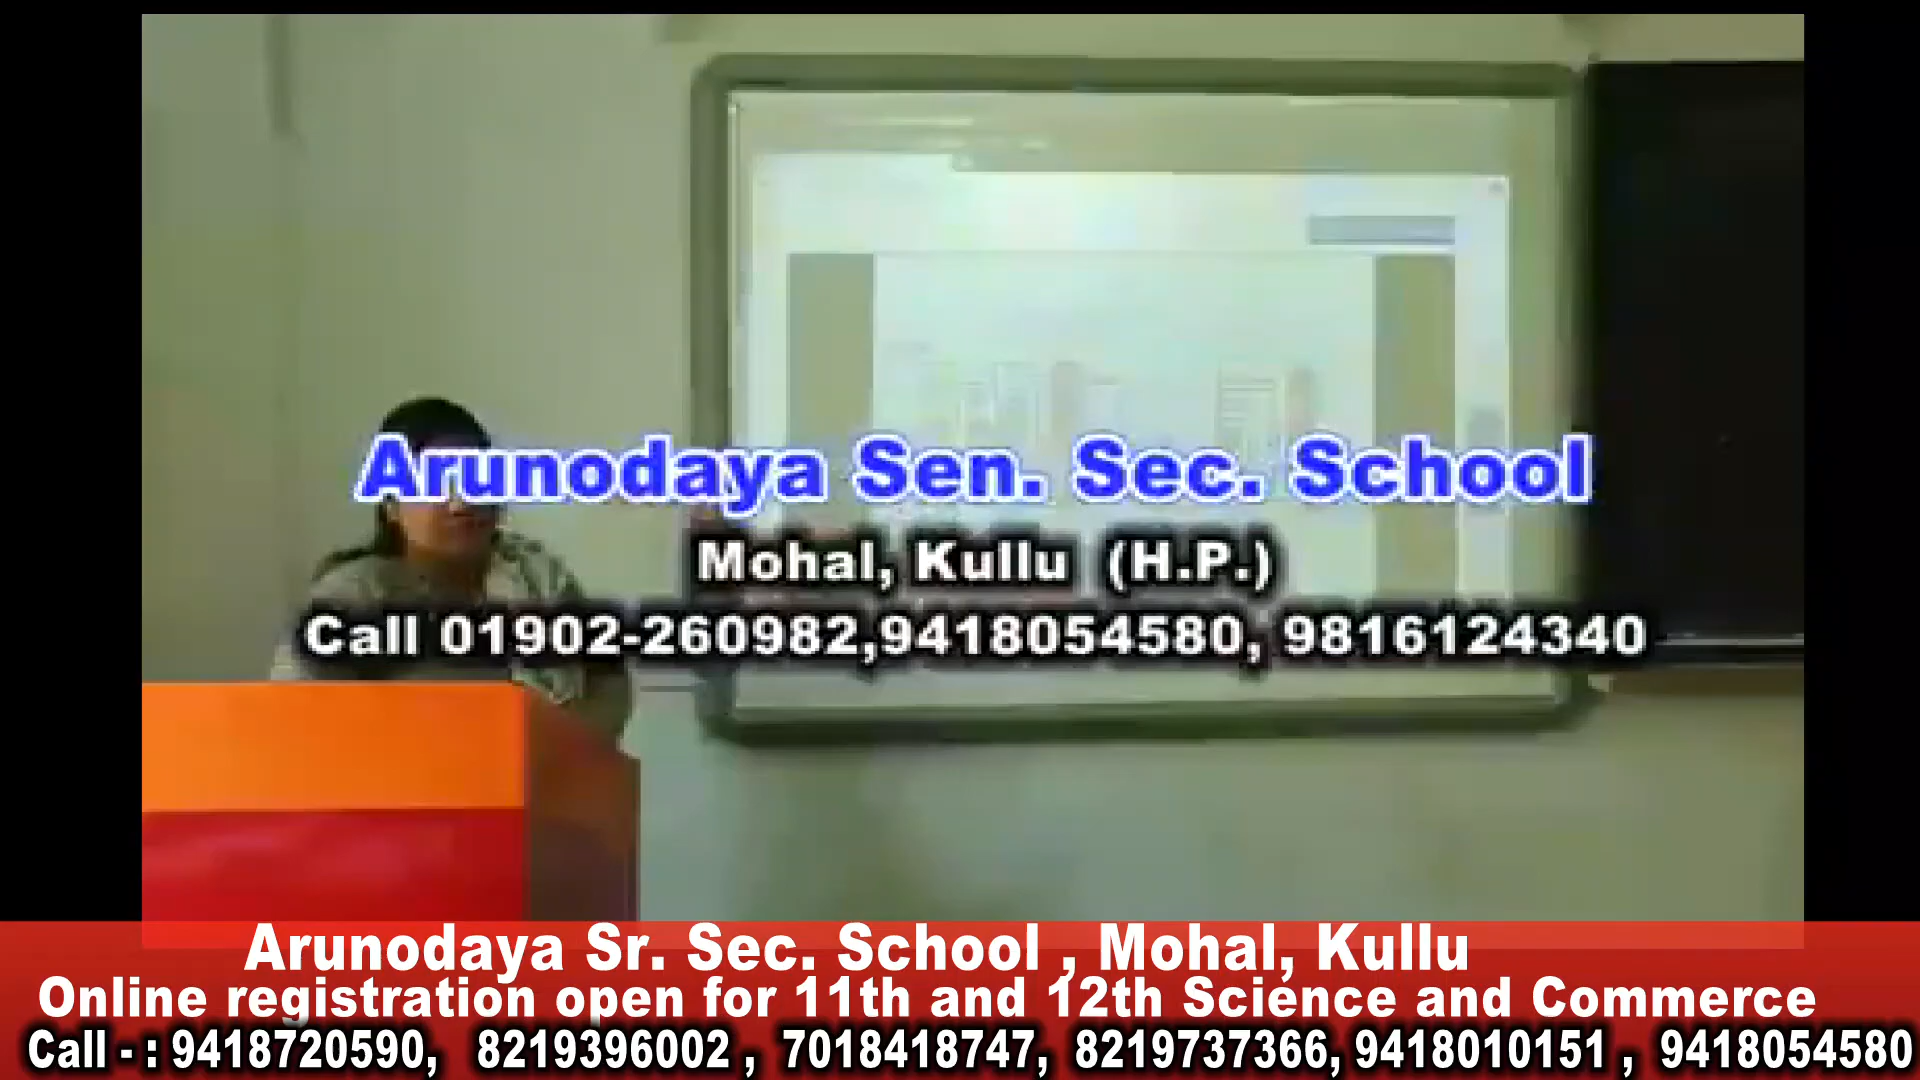 Arunodaya Sen. Sec. School
Mohal, Kullu (H.P.)
Call 01902-260982,9418054580, 9816124340
Arunodaya Sr. Sec. School , Mohal, Kullu
Online registration open for 11th and 12th Science and Commerce
Call - : 9418720590, 8219396002 , 7018418747, 8219737366, 9418010151 , 9418054580